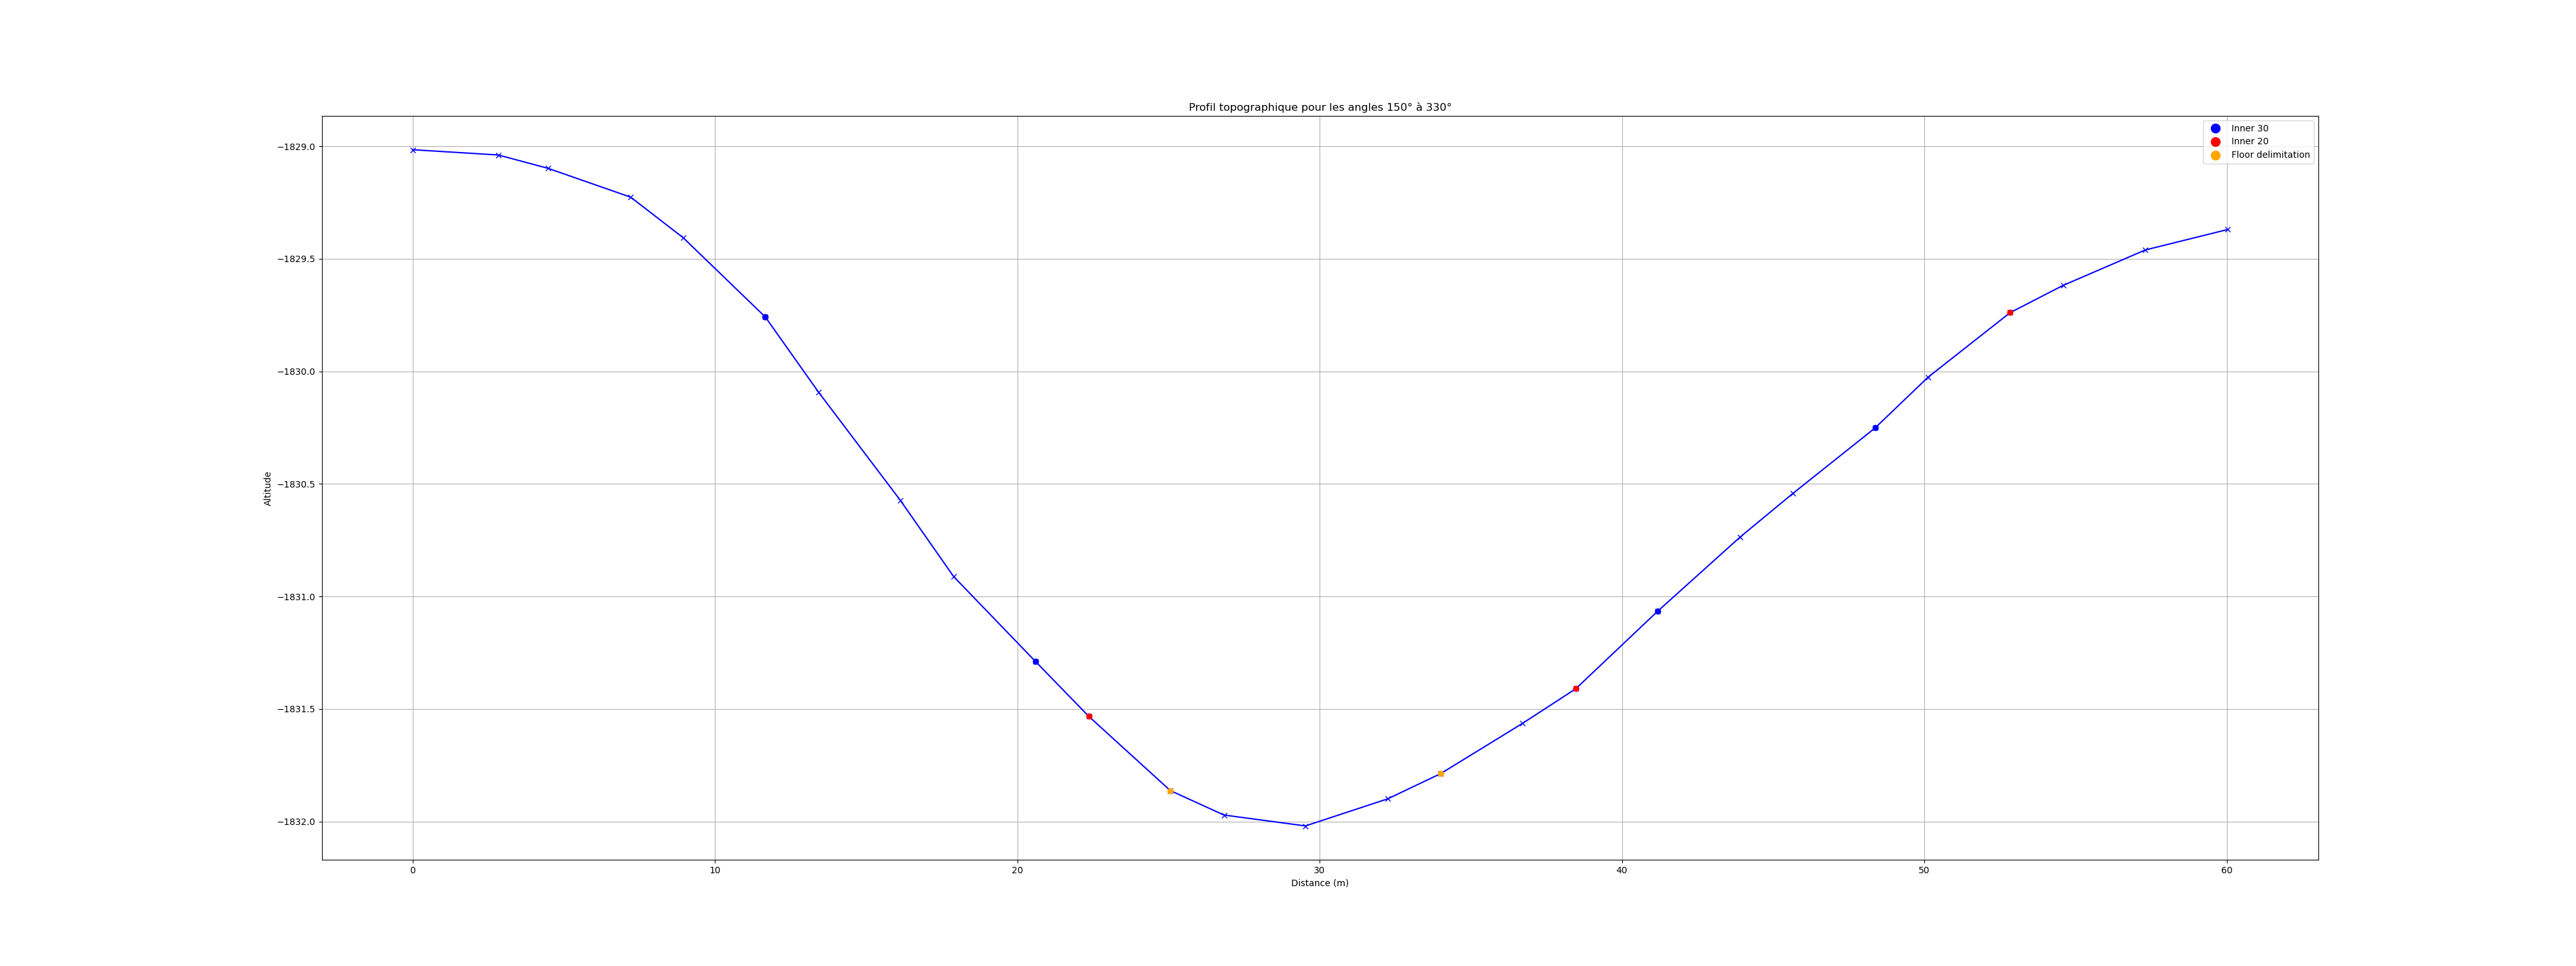 Profil topographique pour les angles 150° à 330°
Inner 30
Inner 20
Floor delimitation
−1829.0
−1829.5
−1830.0
−1830.5
−1831.0
−1831.5
−1832.0
Altitude
0 10 20 30 40 50 60
Distance (m)